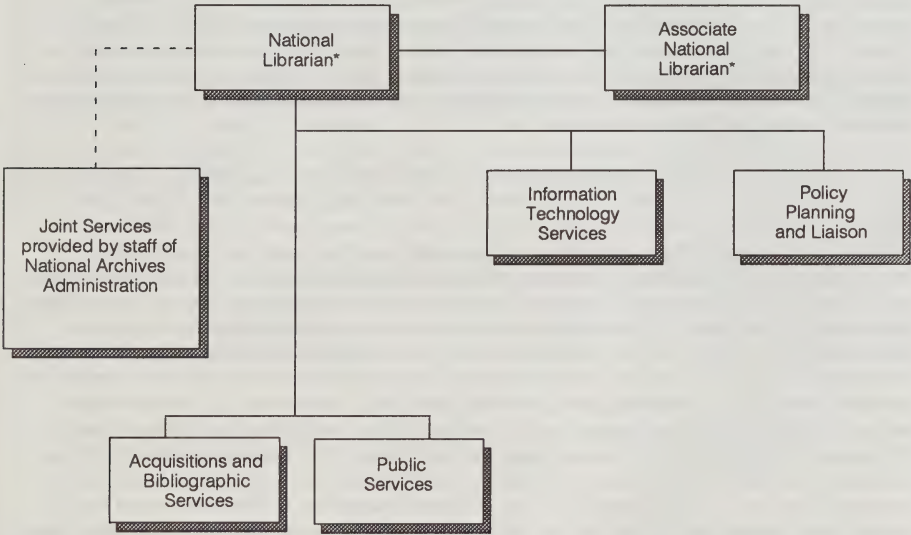 National
Librarian*
Associate
National
Librarian*
Joint Services
provided by staff of
National Archives
Administration
Information
Technology
Services
Policy
Planning
and Liaison
Acquisitions and
Bibliographic
Services
Public
Services